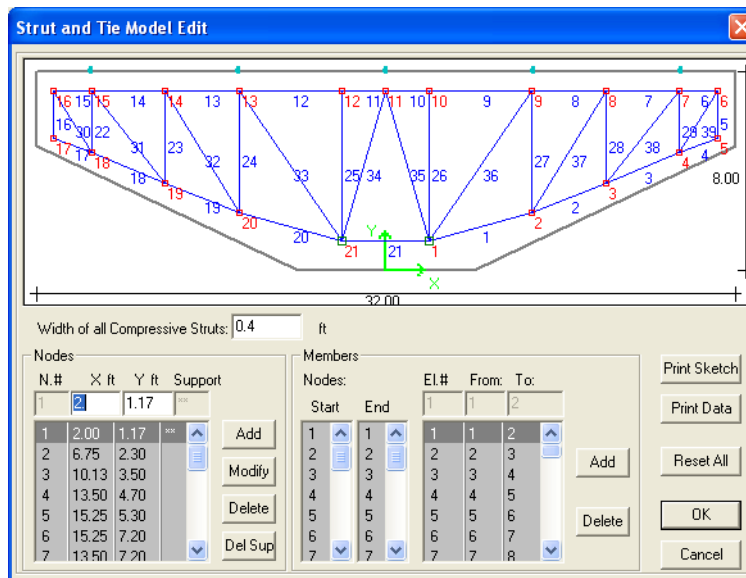 Strut and Tie Model Edit
16 15 15 14 14 13 13 12 12 11 11 10 10 9 9 8 8 7 7 6 6
16 30 22 31 23 32 24 33 25 34 35 26 36 27 37 28 38 29 39 5
17 17 18 18 19 19 20 20 21 21 1 1 2 2 3 3 4 4 5
8.00
Y
X
32.00
Width of all Compressive Struts: 0.4 ft
Nodes
N.# X ft Y ft Support
1 2. 1.17 **
1 2.00 1.17 **
2 6.75 2.30
3 10.13 3.50
4 13.50 4.70
5 15.25 5.30
6 15.25 7.20
7 13.50 7.20
Add
Modify
Delete
Del Sup
Members
Nodes:
Start End
1 1
2 2
3 3
4 4
5 5
6 6
7 7
El.# From: To:
1 1 2
1 1 2
2 2 3
3 3 4
4 4 5
5 5 6
6 6 7
7 7 8
Add
Delete
Print Sketch
Print Data
Reset All
OK
Cancel